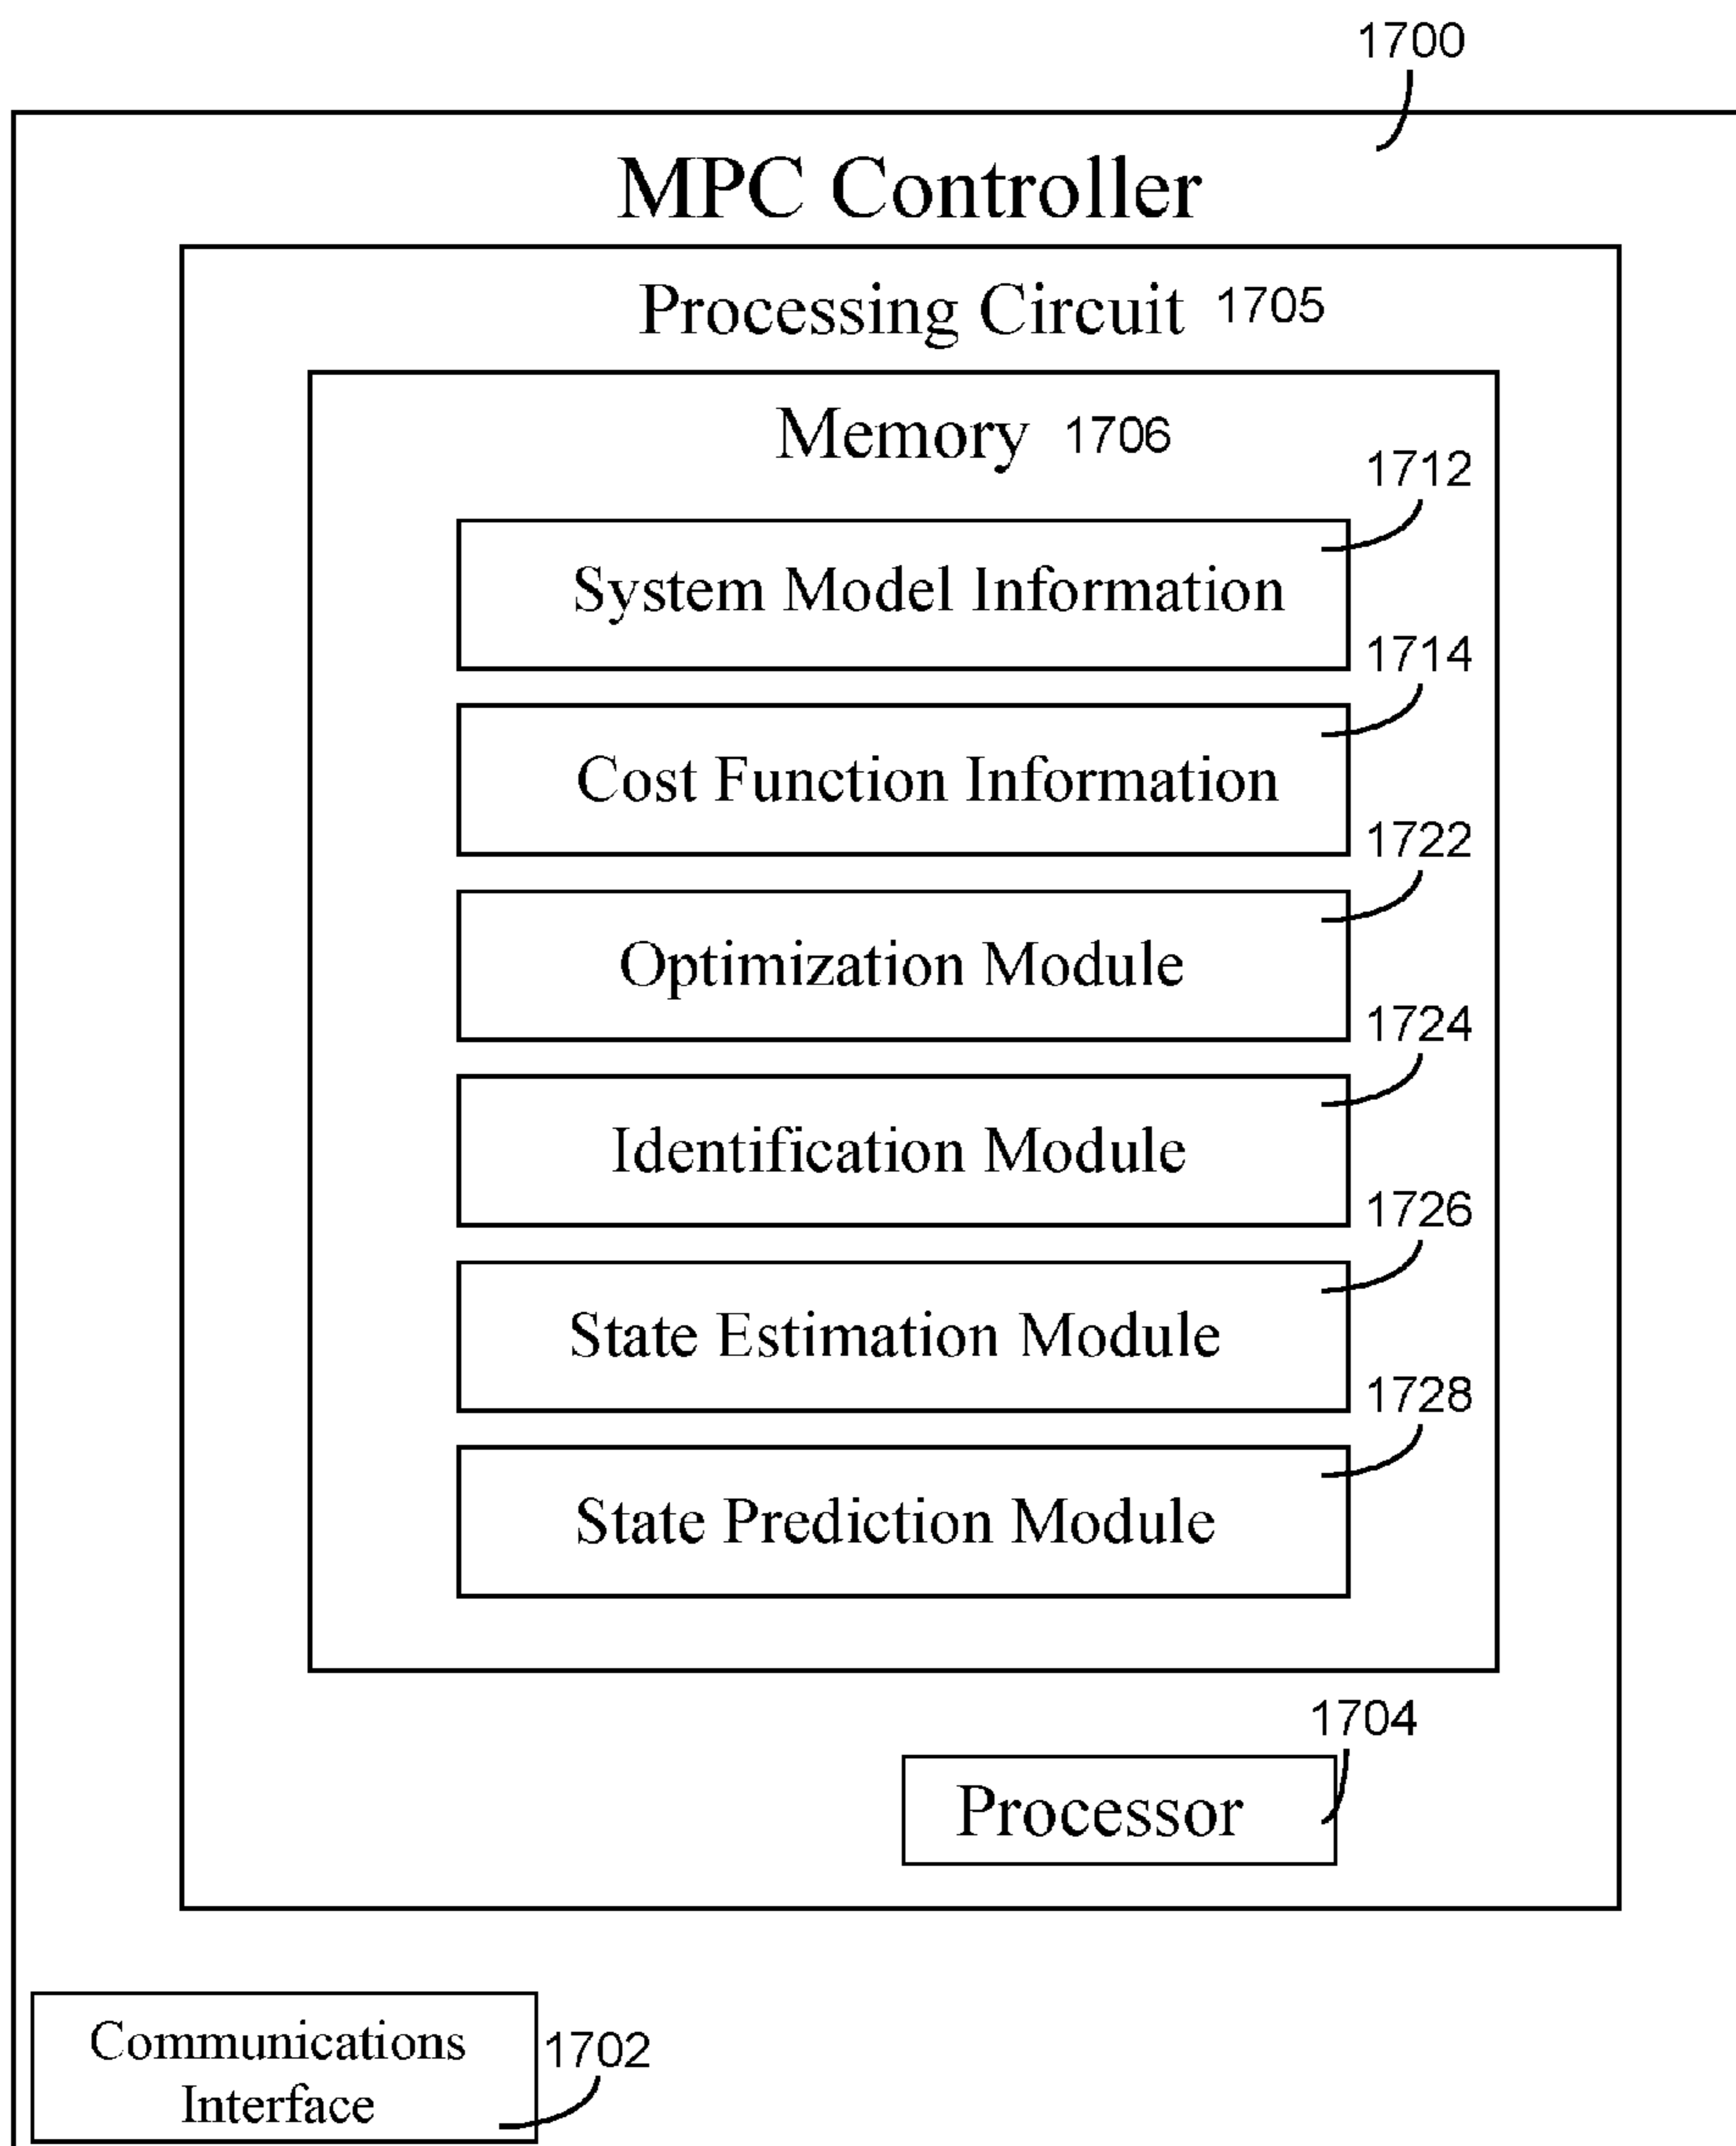 1700
MPC Controller
Processing Circuit 1705
Memory 1706
1712
System Model Information
1714
Cost Function Information
1722
Optimization Module
1724
Identification Module
1726
State Estimation Module
1728
State Prediction Module
1704
Processor
Communications
Interface
1702